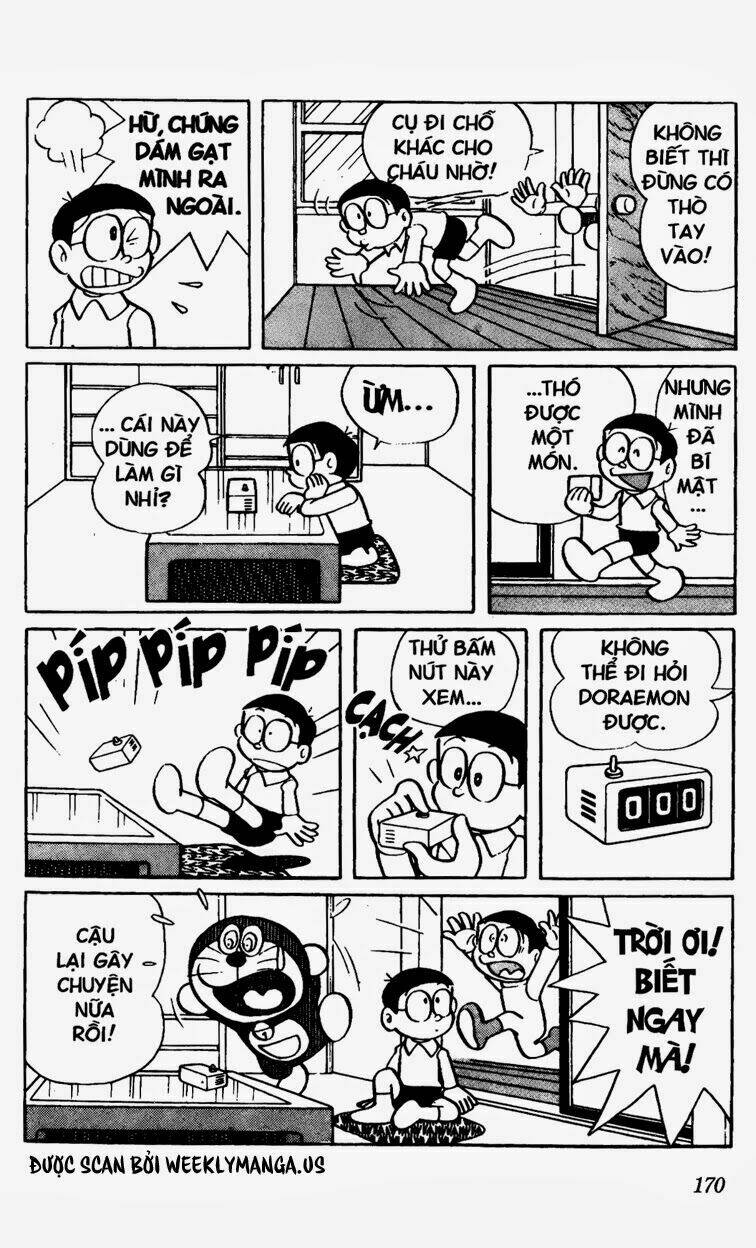 KHÔNG
BIẾT THÌ
ĐỪNG CÓ
THÒ
TAY
VÀO!
CỤ ĐI CHỖ
KHÁC CHO
CHÁU NHỜ!
HỪ, CHÚNG
DÁM GẠT
MÌNH RA
NGOÀI.
NHƯNG
MÌNH
ĐÃ
BÍ
MẬT
...
...THÓ
ĐƯỢC
MỘT
MÓN.
ỪM...
... CÁI NÀY
DÙNG ĐỂ
LÀM GÌ
NHỈ?
KHÔNG
THỂ ĐI HỎI
DORAEMON
ĐƯỢC.
000
THỬ BẤM
NÚT NÀY
XEM...
CẠCH
PÍP PÍP PÍP
TRỜI ƠI!
BIẾT
NGAY
MÀ!
CẬU
LẠI GÂY
CHUYỆN
NỮA
RỒI!
ĐƯỢC SCAN BỞI WEEKLYMANGA.US
170